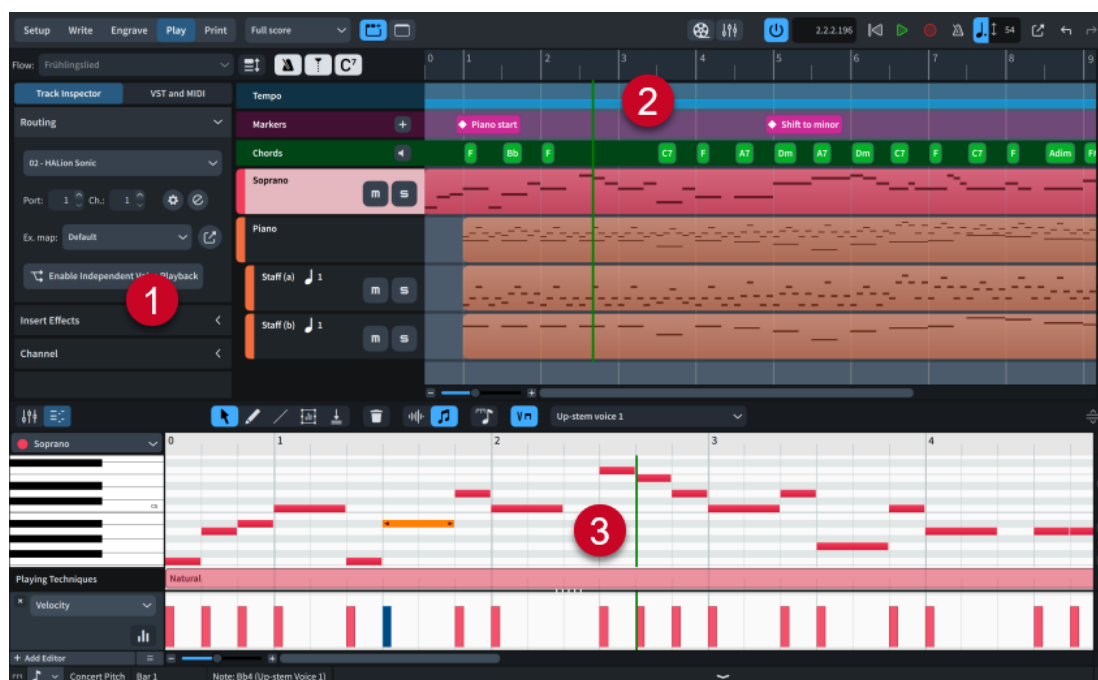 Setup Write Engrave Play Print Full score 2.2.2.196 54
Flow: Frühlingslied C7 0 1 2 3 4 5 6 7 8 9
Track Inspector VST and MIDI Tempo 2
Routing Markers + Piano start Shift to minor
Chords F Bb F C7 F A7 Dm A7 Dm C7 F C7 F Adim
02 - HALion Sonic
Soprano m s
Port: 1 Ch.: 1
Ex. map: Default Piano
Enable Independent Playback Staff (a) 1 m s
1
Insert Effects Staff (b) 1 m s
Channel
Up-stem voice 1
Soprano 0 1 2 3 4
C5
3
Playing Techniques Natural
Velocity
+ Add Editor
Concert Pitch Bar 1 Note: Bb4 (Up-stem Voice 1)